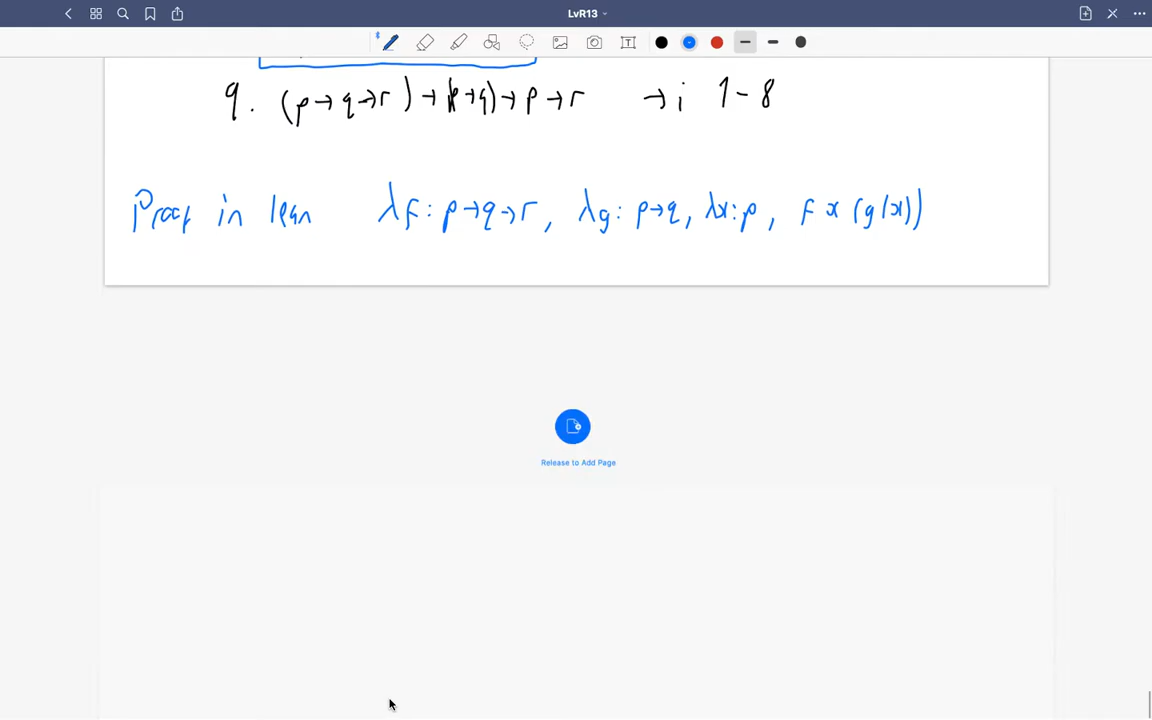 LvR13
T
9. (p→q→r)→(p→q)→p→r →i 1-8
Proof in lean λf: p→q→r, λg: p→q, λx:p, f x (g(x))
Release to Add Page